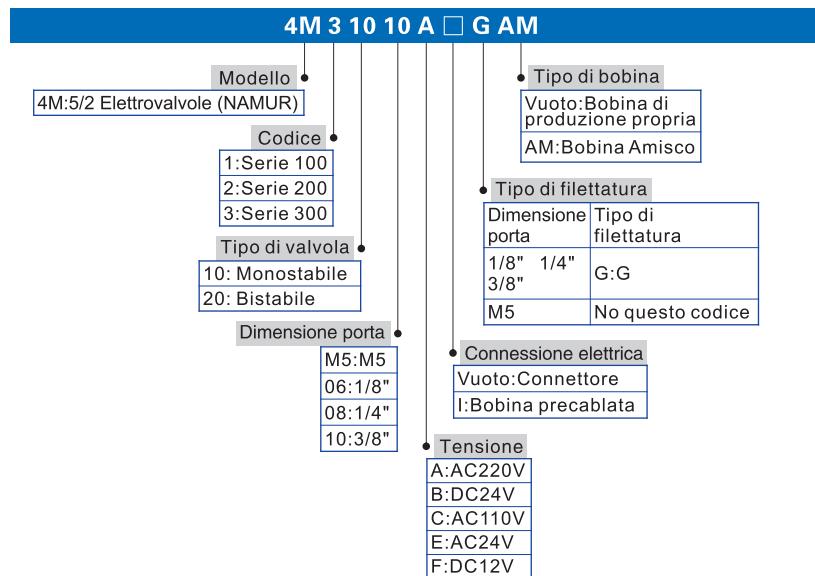 4M 3 10 10 A □ G AM
Modello
4M:5/2 Elettrovalvole (NAMUR)
Codice
1:Serie 100
2:Serie 200
3:Serie 300
Tipo di valvola
10: Monostabile
20: Bistabile
Dimensione porta
M5:M5
06:1/8"
08:1/4"
10:3/8"
Tensione
A:AC220V
B:DC24V
C:AC110V
E:AC24V
F:DC12V
Connessione elettrica
Vuoto:Connettore
I:Bobina precablata
Tipo di filettatura
Dimensione porta
Tipo di filettatura
1/8" 1/4"
3/8"
G:G
M5
No questo codice
Tipo di bobina
Vuoto:Bobina di
produzione propria
AM:Bobina Amisco